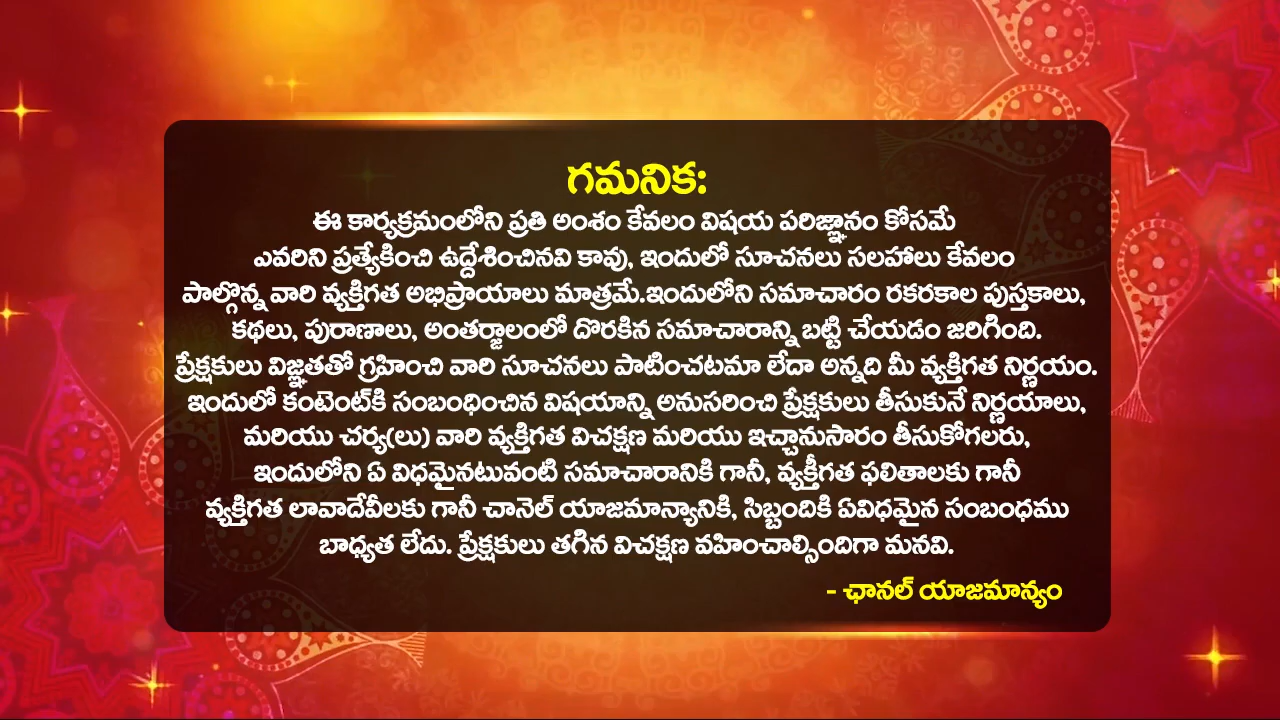 గమనిక:
ఈ కార్యక్రమంలోని ప్రతి అంశం కేవలం విషయ పరిజ్ఞానం కోసమే
ఎవరిని ప్రత్యేకించి ఉద్దేశించినవి కావు, ఇందులో సూచనలు సలహాలు కేవలం
పాల్గొన్న వారి వ్యక్తిగత అభిప్రాయాలు మాత్రమే.ఇందులోని సమాచారం రకరకాల పుస్తకాలు,
కథలు, పురాణాలు, అంతర్జాలంలో దొరకిన సమాచారాన్ని బట్టి చేయడం జరిగింది.
ప్రేక్షకులు విజ్ఞతతో గ్రహించి వారి సూచనలు పాటించటమా లేదా అన్నది మీ వ్యక్తిగత నిర్ణయం.
ఇందులో కంటెంట్‌కి సంబంధించిన విషయాన్ని అనుసరించి ప్రేక్షకులు తీసుకునే నిర్ణయాలు,
మరియు చర్య(లు) వారి వ్యక్తిగత విచక్షణ మరియు ఇచ్చానుసారం తీసుకోగలరు,
ఇందులోని ఏ విధమైనటువంటి సమాచారానికి గానీ, వ్యక్తీగత ఫలితాలకు గానీ
వ్యక్తిగత లావాదేవీలకు గానీ చానెల్ యాజమాన్యానికి, సిబ్బందికి ఏవిధమైన సంబంధము
బాధ్యత లేదు. ప్రేక్షకులు తగిన విచక్షణ వహించాల్సిందిగా మనవి.
- ఛానల్ యాజమాన్యం